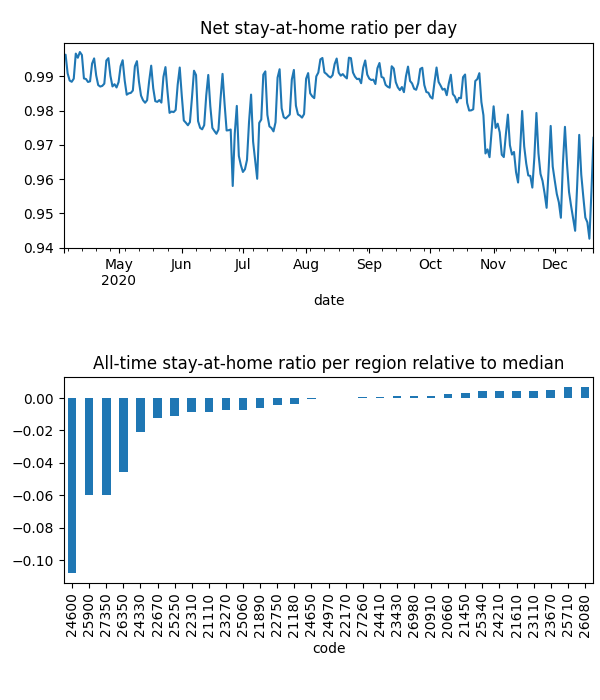 Net stay-at-home ratio per day
0.99
0.98
0.97
0.96
0.95
0.94
May Jun Jul Aug Sep Oct Nov Dec
2020
date
All-time stay-at-home ratio per region relative to median
0.00
−0.02
−0.04
−0.06
−0.08
−0.10
24600 25900 27350 26350 24330 22670 25250 22310 21110 23270 25060 21890 22750 21180 24650 24970 22170 27260 24410 23430 26980 20910 20660 21450 25340 24210 21610 23110 23670 25710 26080
code